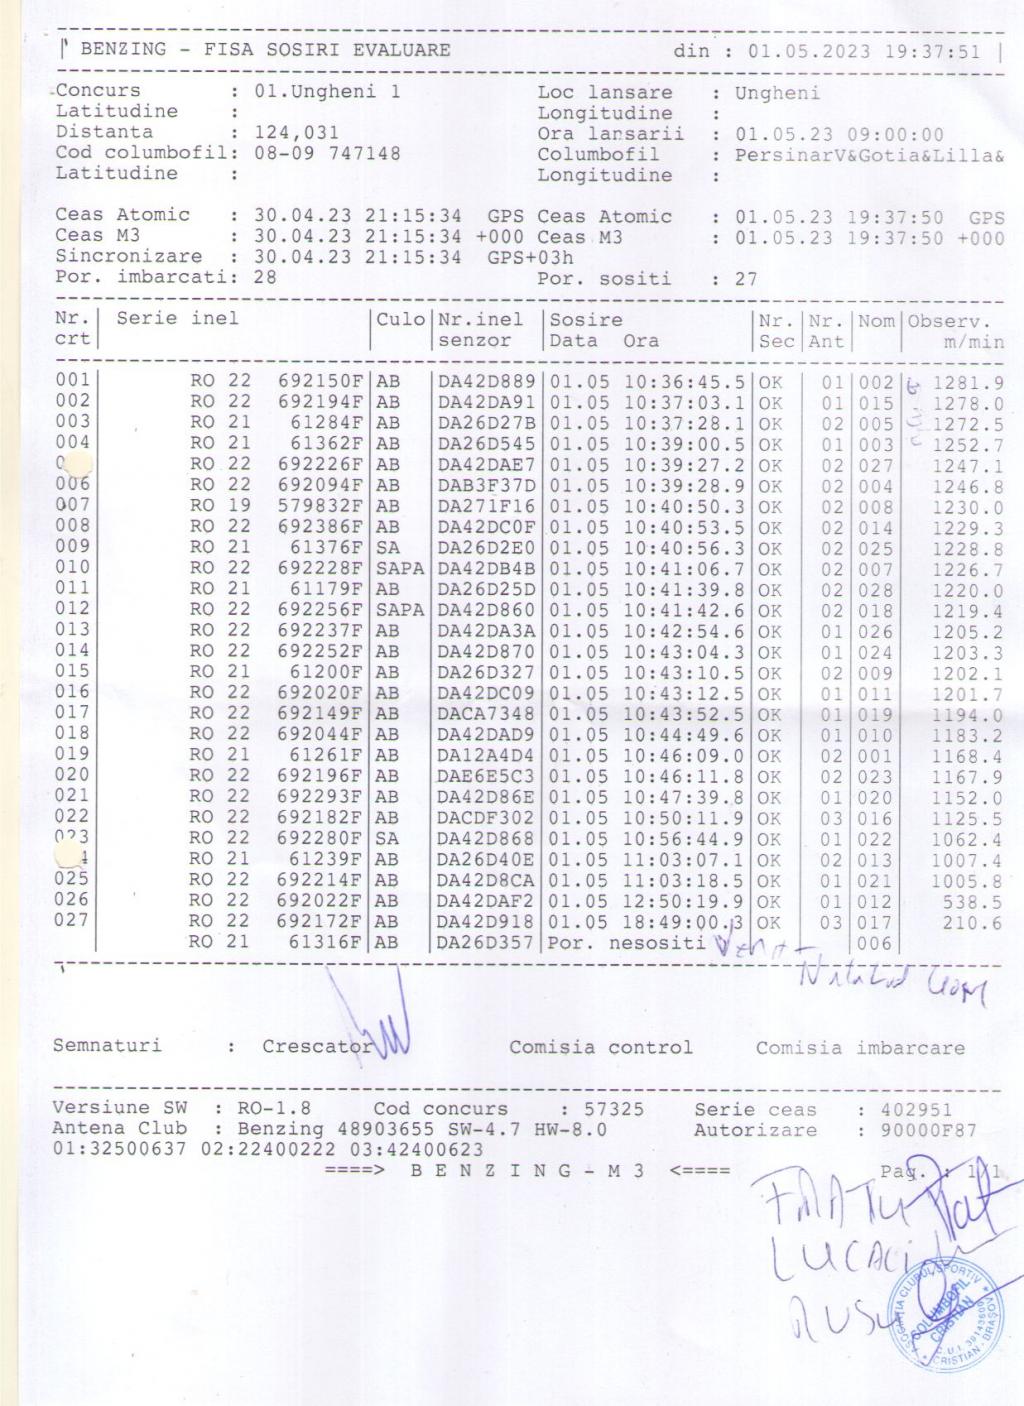 BENZING - FISA SOSIRI EVALUARE din : 01.05.2023 19:37:51
Concurs : 01.Ungheni 1 Loc lansare : Ungheni
Latitudine : Longitudine :
Distanta : 124,031 Ora lansarii : 01.05.23 09:00:00
Cod columbofil: 08-09 747148 Columbofil : PersinarV&Gotia&Lilla&
Latitudine : Longitudine :
Ceas Atomic : 30.04.23 21:15:34 GPS Ceas Atomic : 01.05.23 19:37:50 GPS
Ceas M3 : 30.04.23 21:15:34 +000 Ceas M3 : 01.05.23 19:37:50 +000
Sincronizare : 30.04.23 21:15:34 GPS+03h
Por. imbarcati: 28 Por. sositi : 27
Nr. | Serie inel |Culo|Nr.inel |Sosire |Nr.|Nr.|Nom|Observ.
crt| | |senzor |Data Ora |Sec|Ant| | m/min
001 RO 22 692150F|AB |DA42D889|01.05 10:36:45.5|OK | 01|002| 1281.9
002 RO 22 692194F|AB |DA42DA91|01.05 10:37:03.1|OK | 01|015| 1278.0
003 RO 21 61284F|AB |DA26D27B|01.05 10:37:28.1|OK | 02|005| 1272.5
004 RO 21 61362F|AB |DA26D545|01.05 10:39:00.5|OK | 01|003| 1252.7
0 RO 22 692226F|AB |DA42DAE7|01.05 10:39:27.2|OK | 02|027| 1247.1
006 RO 22 692094F|AB |DAB3F37D|01.05 10:39:28.9|OK | 02|004| 1246.8
007 RO 19 579832F|AB |DA271F16|01.05 10:40:50.3|OK | 02|008| 1230.0
008 RO 22 692386F|AB |DA42DC0F|01.05 10:40:53.5|OK | 02|014| 1229.3
009 RO 21 61376F|SA |DA26D2E0|01.05 10:40:56.3|OK | 02|025| 1228.8
010 RO 22 692228F|SAPA|DA42DB4B|01.05 10:41:06.7|OK | 02|007| 1226.7
011 RO 21 61179F|AB |DA26D25D|01.05 10:41:39.8|OK | 02|028| 1220.0
012 RO 22 692256F|SAPA|DA42D860|01.05 10:41:42.6|OK | 02|018| 1219.4
013 RO 22 692237F|AB |DA42DA3A|01.05 10:42:54.6|OK | 01|026| 1205.2
014 RO 22 692252F|AB |DA42D870|01.05 10:43:04.3|OK | 01|024| 1203.3
015 RO 21 61200F|AB |DA26D327|01.05 10:43:10.5|OK | 02|009| 1202.1
016 RO 22 692020F|AB |DA42DC09|01.05 10:43:12.5|OK | 01|011| 1201.7
017 RO 22 692149F|AB |DACA7348|01.05 10:43:52.5|OK | 01|019| 1194.0
018 RO 22 692044F|AB |DA42DAD9|01.05 10:44:49.6|OK | 01|010| 1183.2
019 RO 21 61261F|AB |DA12A4D4|01.05 10:46:09.0|OK | 02|001| 1168.4
020 RO 22 692196F|AB |DAE6E5C3|01.05 10:46:11.8|OK | 02|023| 1167.9
021 RO 22 692293F|AB |DA42D86E|01.05 10:47:39.8|OK | 01|020| 1152.0
022 RO 22 692182F|AB |DACDF302|01.05 10:50:11.9|OK | 03|016| 1125.5
023 RO 22 692280F|SA |DA42D868|01.05 10:56:44.9|OK | 01|022| 1062.4
4 RO 21 61239F|AB |DA26D40E|01.05 11:03:07.1|OK | 02|013| 1007.4
025 RO 22 692214F|AB |DA42D8CA|01.05 11:03:18.5|OK | 01|021| 1005.8
026 RO 22 692022F|AB |DA42DAF2|01.05 12:50:19.9|OK | 01|012| 538.5
027 RO 22 692172F|AB |DA42D918|01.05 18:49:00.3|OK | 03|017| 210.6
RO 21 61316F|AB |DA26D357|Por. nesositi |006|
Semnaturi : Crescator Comisia control Comisia imbarcare
Versiune SW : RO-1.8 Cod concurs : 57325 Serie ceas : 402951
Antena Club : Benzing 48903655 SW-4.7 HW-8.0 Autorizare : 90000F87
01:32500637 02:22400222 03:42400623
====> B E N Z I N G - M 3 <==== Pag. : 1/1
LUCACI
RUSU
ASOCIATIA CLUBUL SPORTIV
COLUMBOFIL
CRISTIAN
C.U.I. 39143600
CRISTIAN - BRASOV